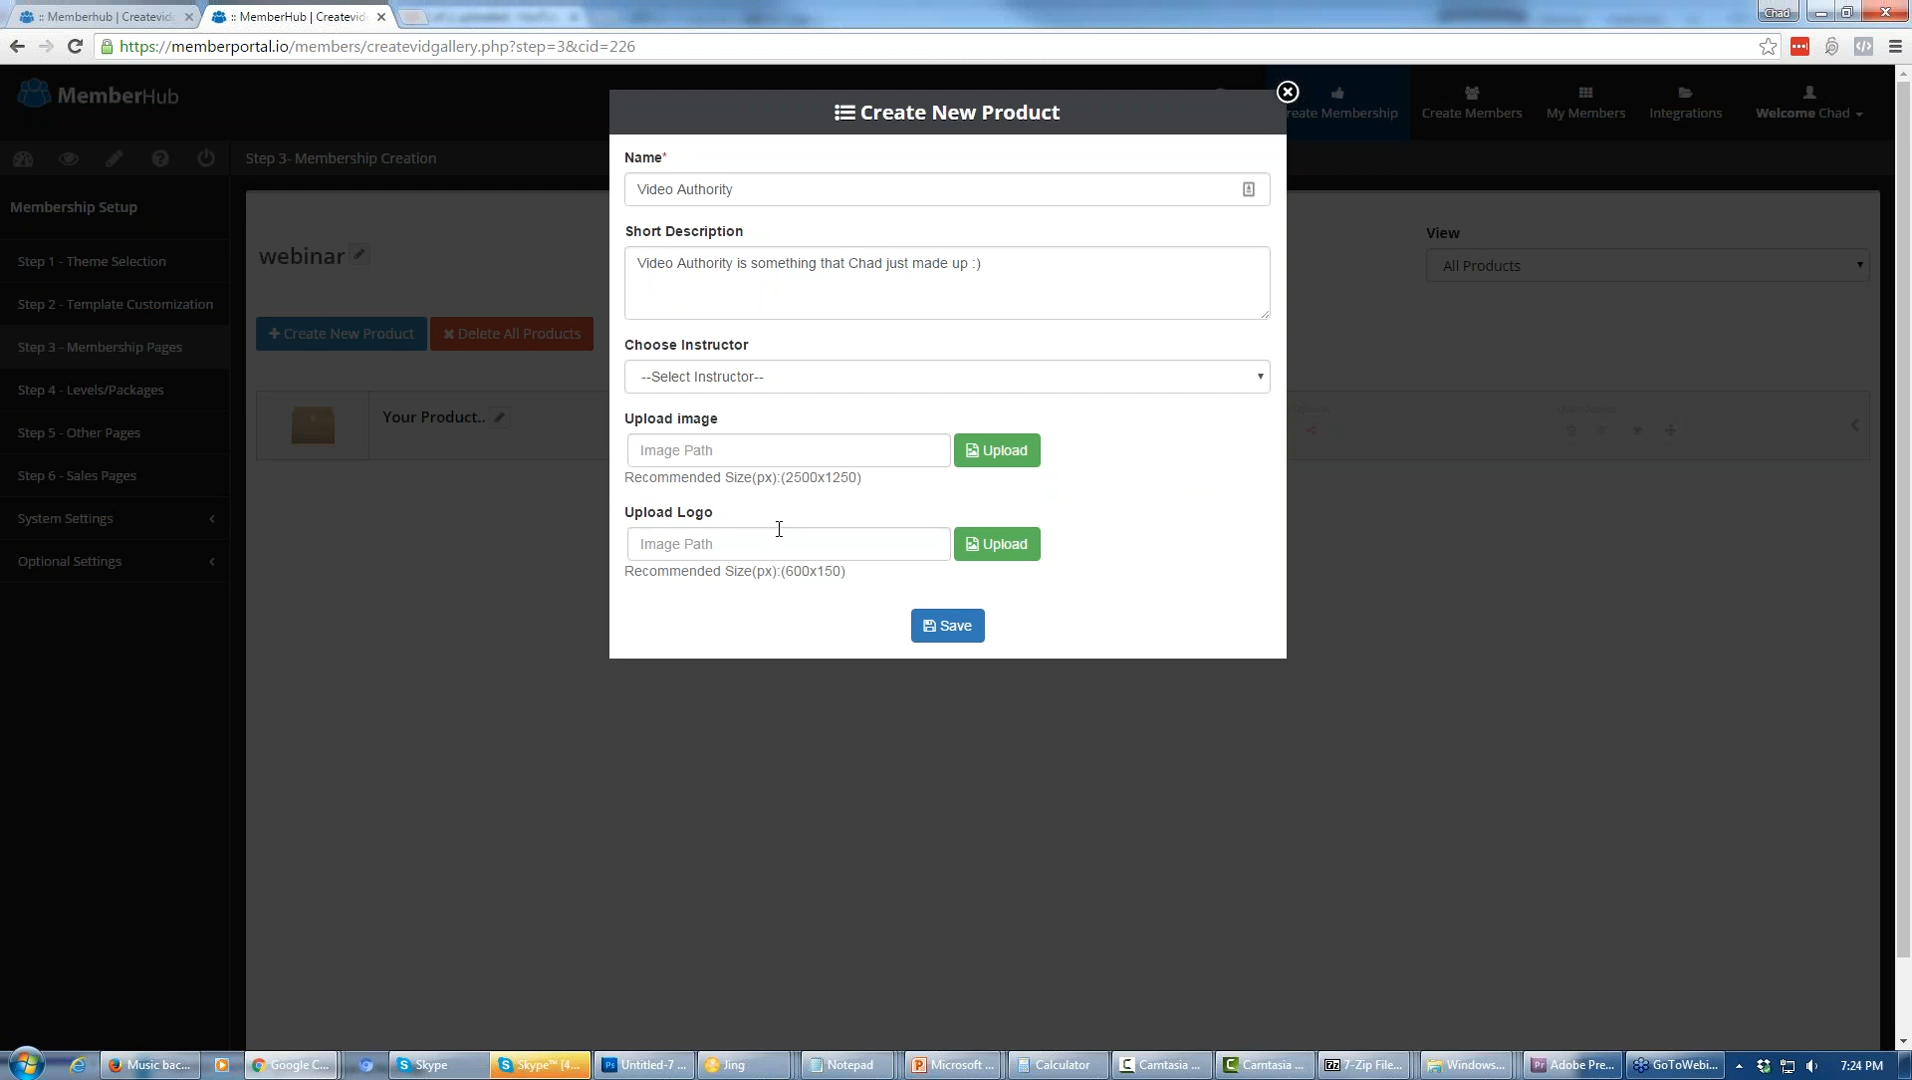 :: MemberHub | Createvid
:: MemberHub | Createvid
Chad
https://memberportal.io/members/createvidgallery.php?step=3&cid=226
MemberHub
Create New Product
reate Membership
Create Members
My Members
Integrations
Welcome Chad
Step 3- Membership Creation
Membership Setup
Step 1 - Theme Selection
Step 2 - Template Customization
Step 3 - Membership Pages
Step 4 - Levels/Packages
Step 5 - Other Pages
Step 6 - Sales Pages
System Settings
Optional Settings
webinar
View
All Products
Create New Product
Delete All Products
Your Product..
Name*
Video Authority
Short Description
Video Authority is something that Chad just made up :)
Choose Instructor
--Select Instructor--
Upload image
Image Path
Upload
Recommended Size(px):(2500x1250)
Upload Logo
Image Path
Upload
Recommended Size(px):(600x150)
Save
Music bac...
Google C...
Skype
Skype™ [4...
Untitled-7 ...
Jing
Notepad
Microsoft ...
Calculator
Camtasia ...
Camtasia ...
7-Zip File...
Windows...
Adobe Pre...
GoToWebi...
7:24 PM